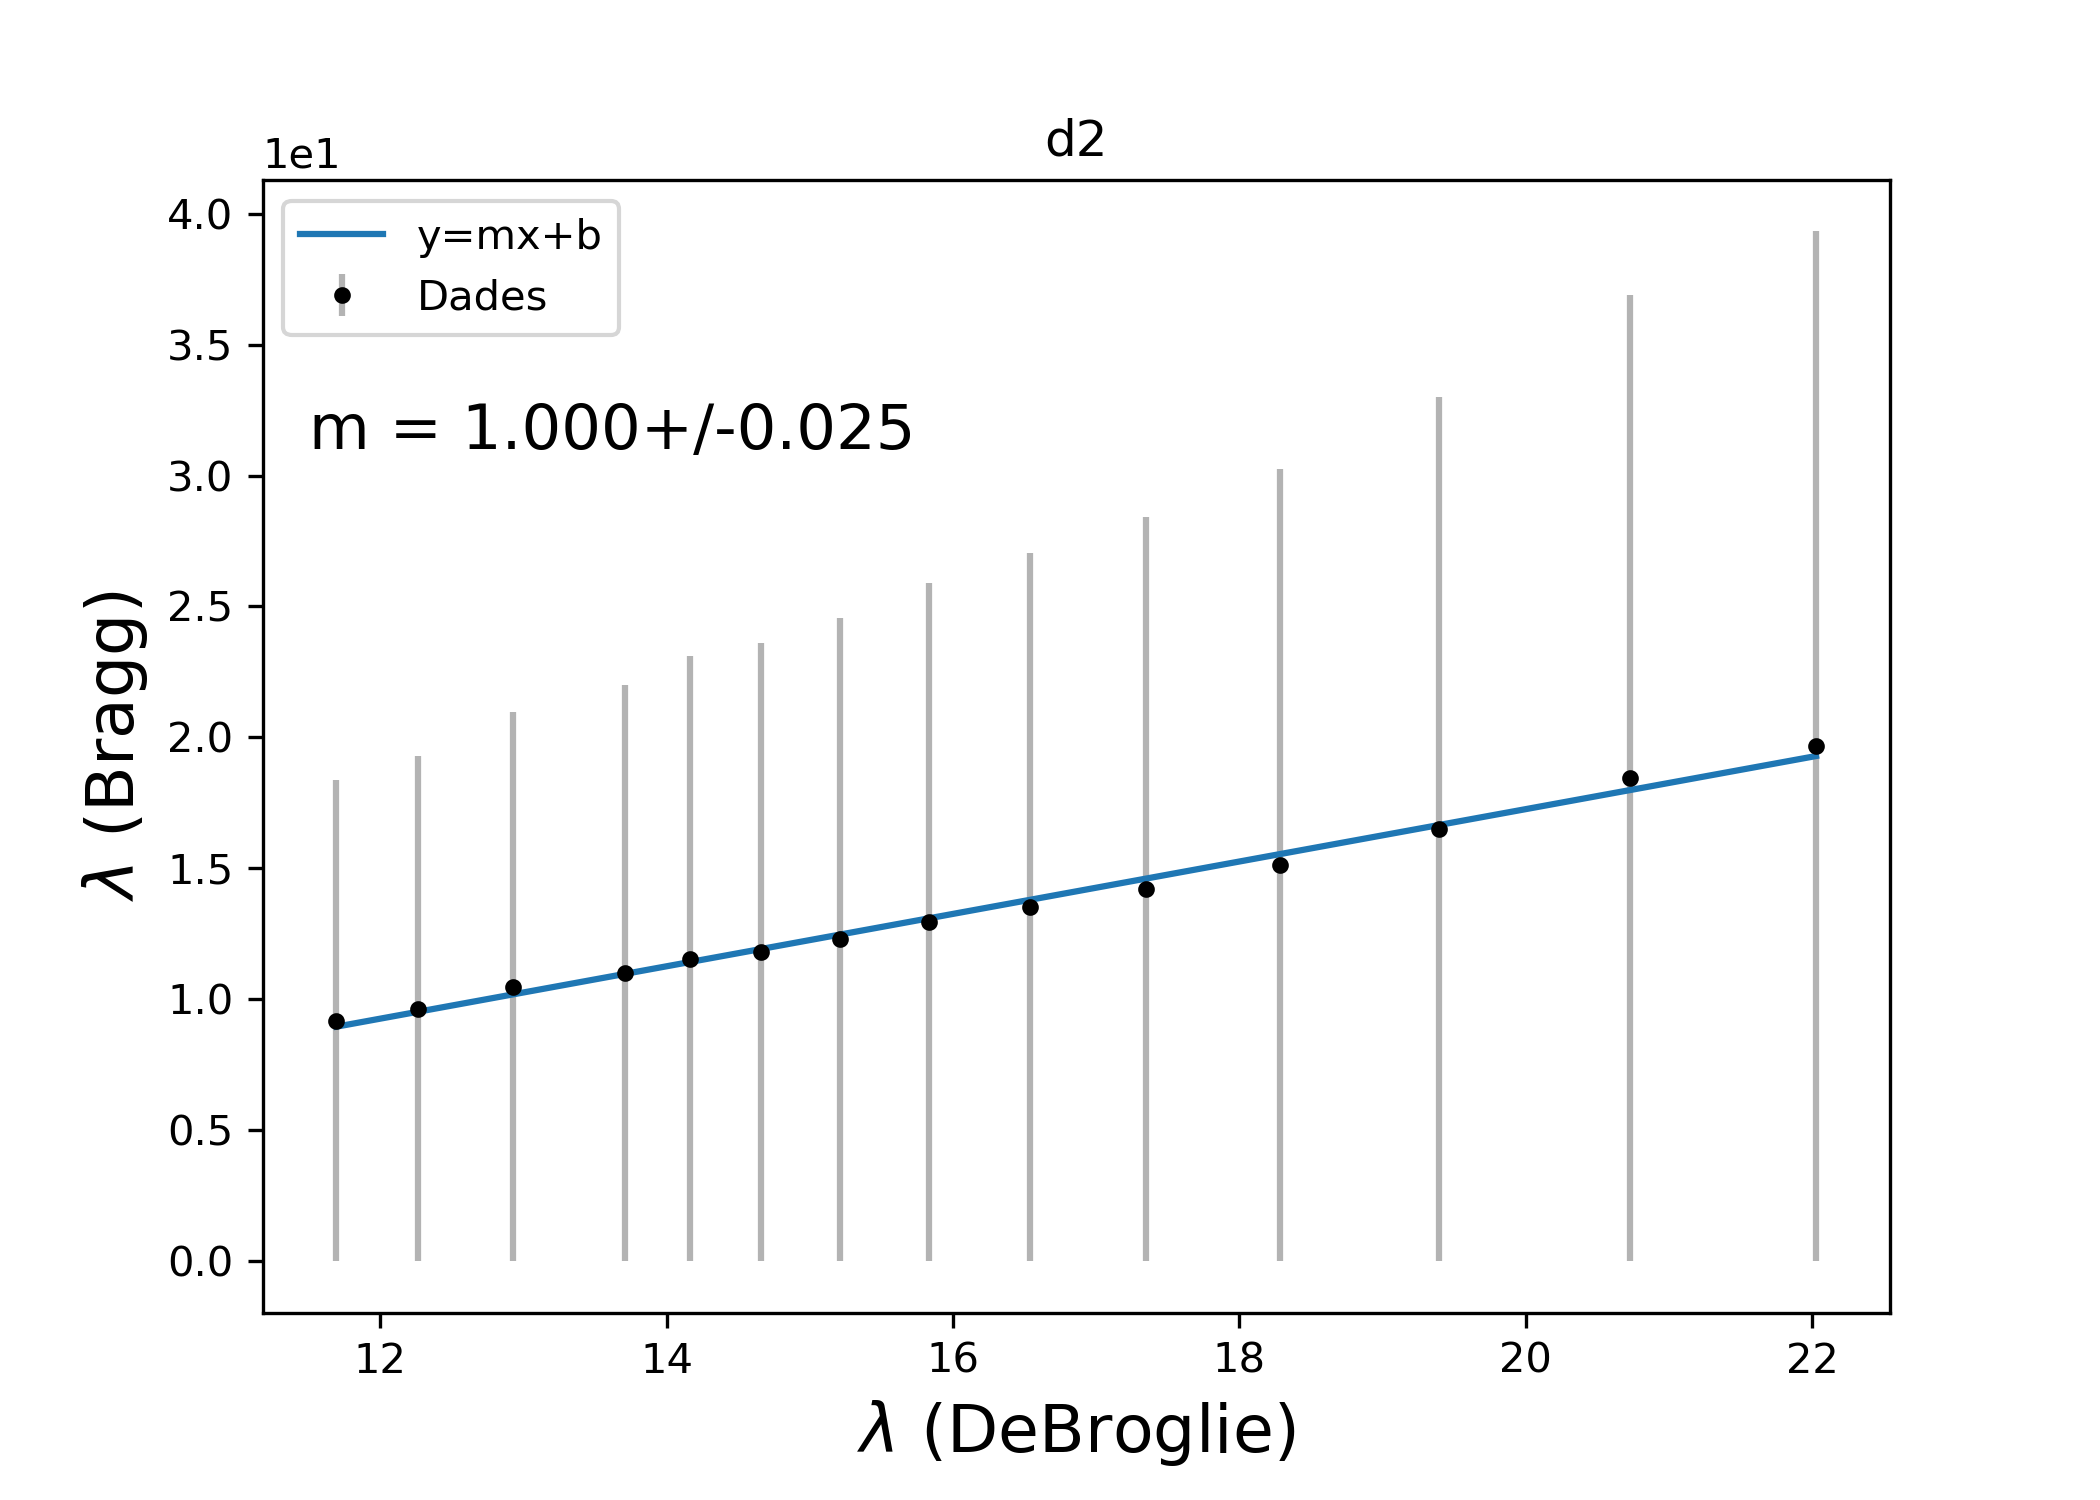 d2
1e1
4.0
3.5
3.0
2.5
2.0
1.5
1.0
0.5
0.0
y=mx+b
Dades
m = 1.000+/-0.025
λ (Bragg)
12 14 16 18 20 22
λ (DeBroglie)